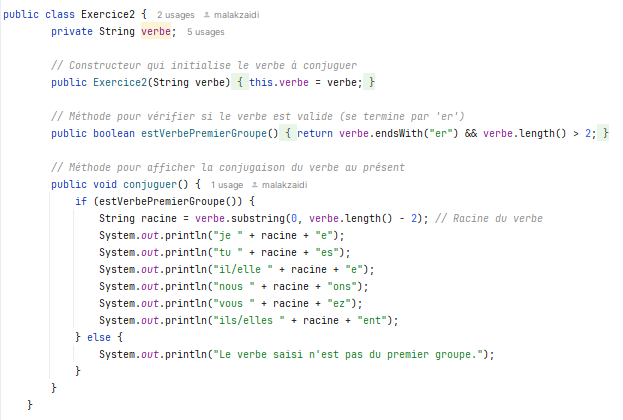 public class Exercice2 { 2 usages malakzaidi
private String verbe; 5 usages
// Constructeur qui initialise le verbe à conjuguer
public Exercice2(String verbe) { this.verbe = verbe; }
// Méthode pour vérifier si le verbe est valide (se termine par 'er')
public boolean estVerbePremierGroupe() { return verbe.endsWith("er") && verbe.length() > 2; }
// Méthode pour afficher la conjugaison du verbe au présent
public void conjuguer() { 1 usage malakzaidi
if (estVerbePremierGroupe()) {
String racine = verbe.substring(0, verbe.length() - 2); // Racine du verbe
System.out.println("je " + racine + "e");
System.out.println("tu " + racine + "es");
System.out.println("il/elle " + racine + "e");
System.out.println("nous " + racine + "ons");
System.out.println("vous " + racine + "ez");
System.out.println("ils/elles " + racine + "ent");
} else {
System.out.println("Le verbe saisi n'est pas du premier groupe.");
}
}
}